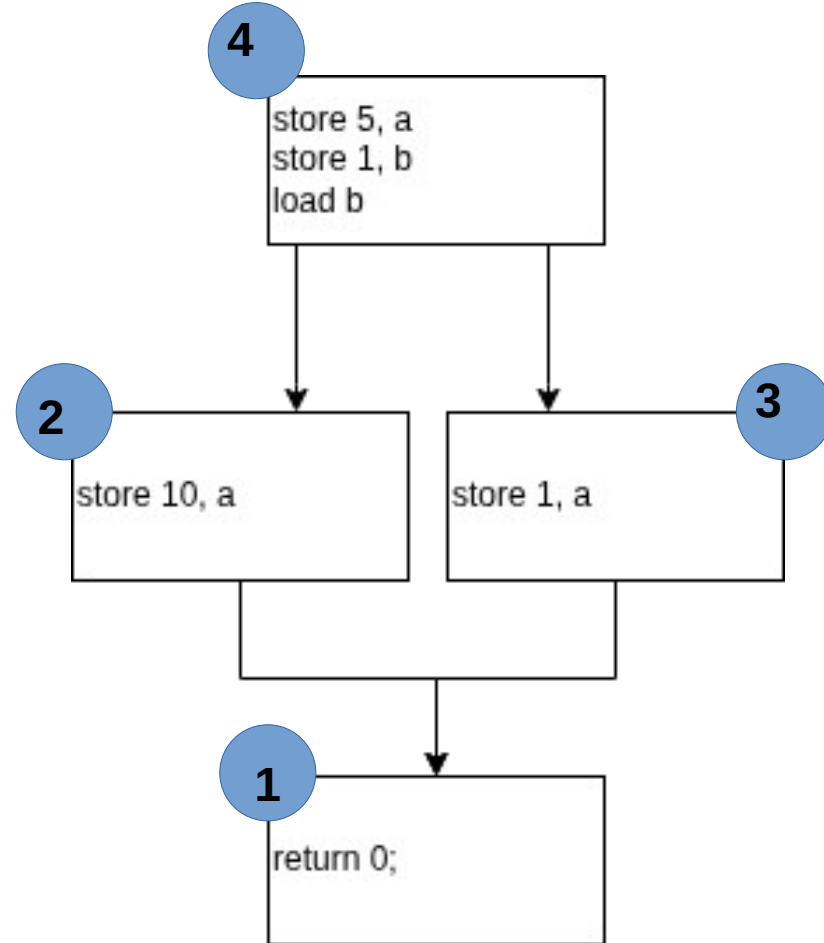 4
store 5, a
store 1, b
load b
2
3
store 10, a
store 1, a
1
return 0;